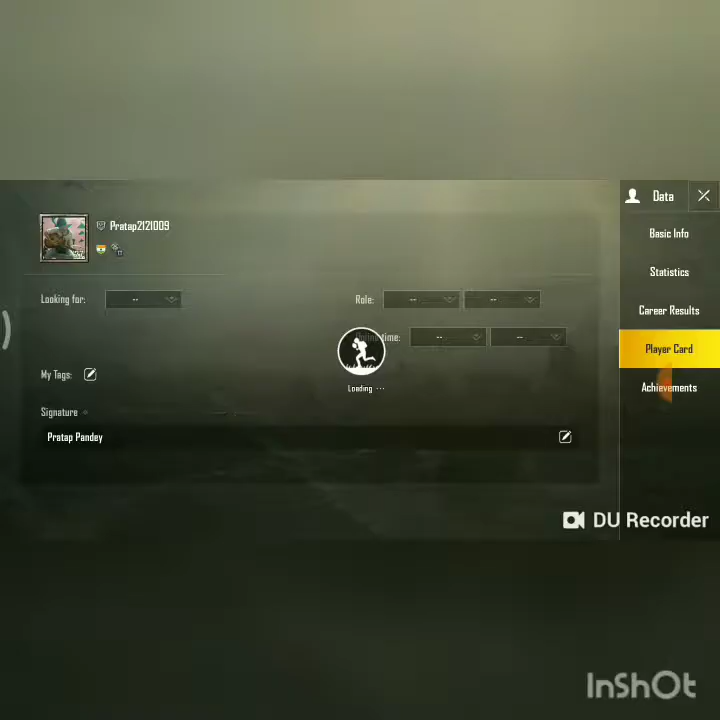 Data
Pratap2121009
Basic Info
Statistics
Looking for: --
Role: -- --
Career Results
time: -- --
Player Card
My Tags:
Loading ...
Achievements
Signature
Pratap Pandey
DU Recorder
InShOt